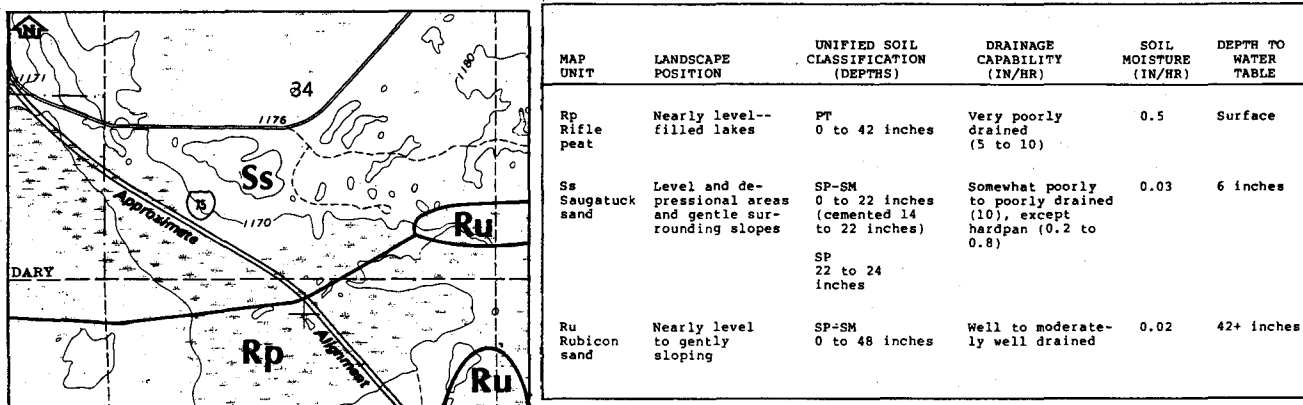 N
1171
84
1180
1176
Ss
75
Approximate
1170
Ru
DARY
Rp
Alignment
Ru
MAP UNIT
LANDSCAPE POSITION
UNIFIED SOIL CLASSIFICATION (DEPTHS)
DRAINAGE CAPABILITY (IN/HR)
SOIL MOISTURE (IN/HR)
DEPTH TO WATER TABLE
Rp Rifle peat
Nearly level-- filled lakes
PT 0 to 42 inches
Very poorly drained (5 to 10)
0.5
Surface
Ss Saugatuck sand
Level and de- pressional areas and gentle sur- rounding slopes
SP-SM 0 to 22 inches (cemented 14 to 22 inches)
SP 22 to 24 inches
Somewhat poorly to poorly drained (10), except hardpan (0.2 to 0.8)
0.03
6 inches
Ru Rubicon sand
Nearly level to gently sloping
SP-SM 0 to 48 inches
Well to moderate- ly well drained
0.02
42+ inches